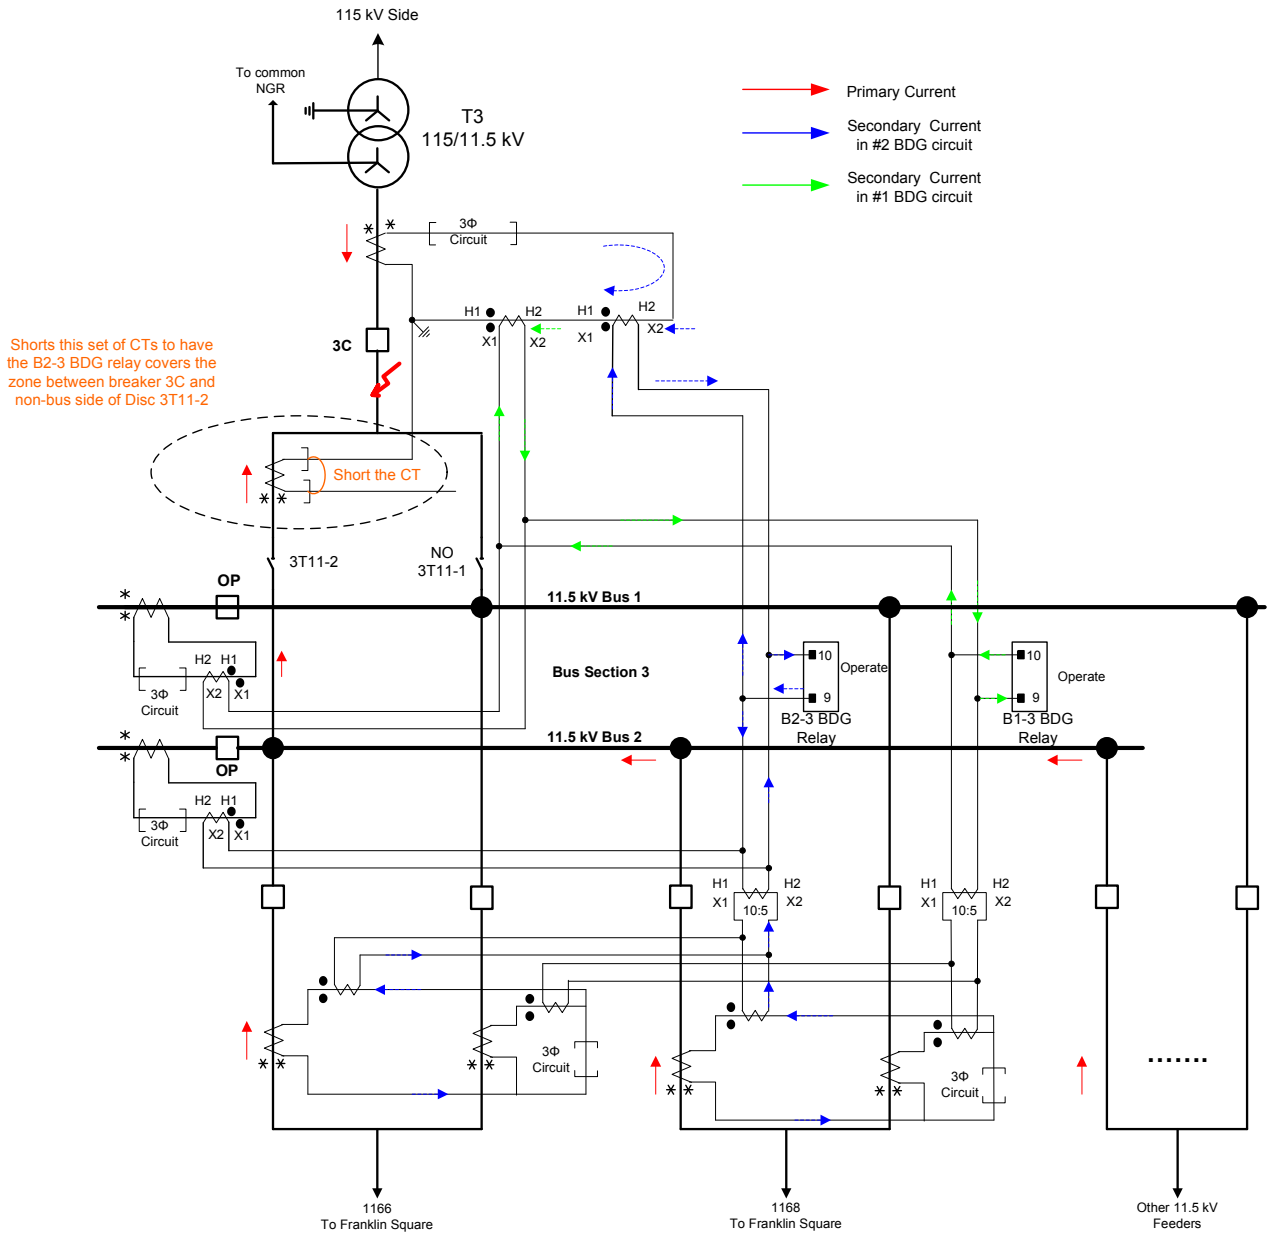 115 kV Side
To common
NGR
T3
115/11.5 kV
Primary Current
Secondary Current
in #2 BDG circuit
Secondary Current
in #1 BDG circuit
* *
3Φ
Circuit
H1 H2
X1 X2
H1 H2
X1 X2
3C
Shorts this set of CTs to have
the B2-3 BDG relay covers the
zone between breaker 3C and
non-bus side of Disc 3T11-2
Short the CT
* *
3T11-2
NO
3T11-1
OP
11.5 kV Bus 1
*
*
H2 H1
X2 X1
3Φ
Circuit
Bus Section 3
10
Operate
9
B2-3 BDG
Relay
10
Operate
9
B1-3 BDG
Relay
11.5 kV Bus 2
OP
*
*
H2 H1
X2 X1
3Φ
Circuit
H1 H2
X1 X2
10:5
H1 H2
X1 X2
10:5
* *
* *
3Φ
Circuit
* *
* *
3Φ
Circuit
1166
To Franklin Square
1168
To Franklin Square
Other 11.5 kV
Feeders